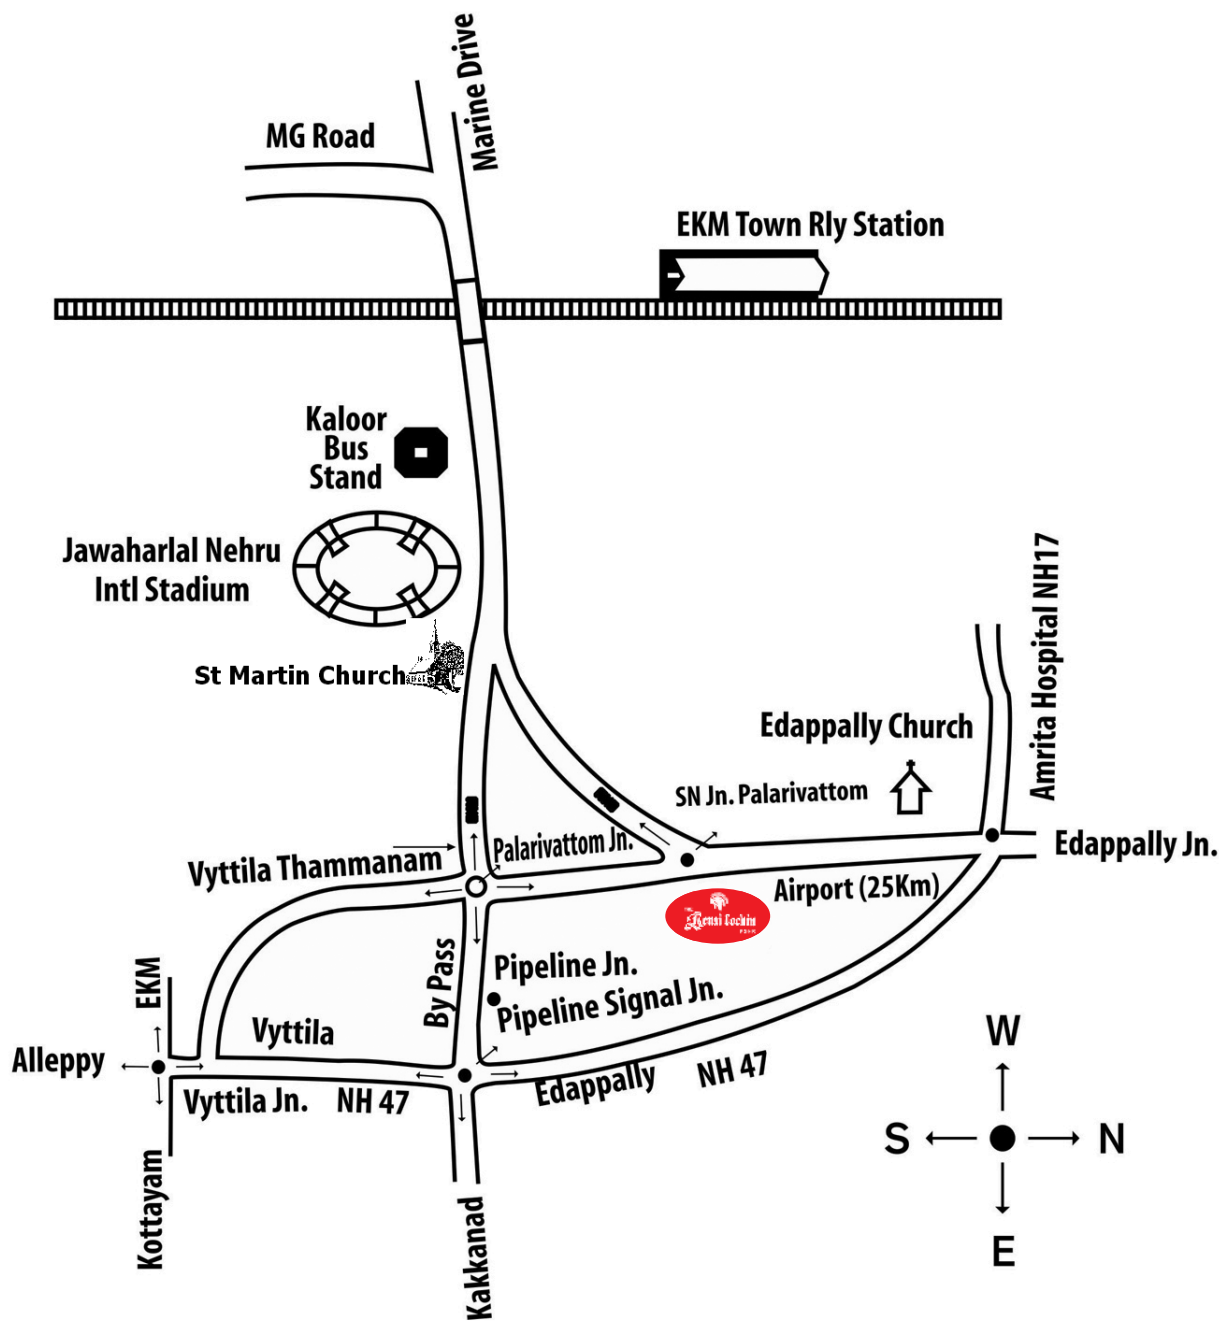 Marine Drive
MG Road
EKM Town Rly Station
Kaloor
Bus
Stand
Jawaharlal Nehru
Intl Stadium
St Martin Church
Amrita Hospital NH17
Edappally Church
SN Jn. Palarivattom
Palarivattom Jn.
Vyttila Thammanam
Edappally Jn.
Airport (25Km)
By Pass
Pipeline Jn.
Pipeline Signal Jn.
EKM
Vyttila
Alleppy
Vyttila Jn.
NH 47
Edappally
NH 47
Kottayam
Kakkanad
W
S
N
E